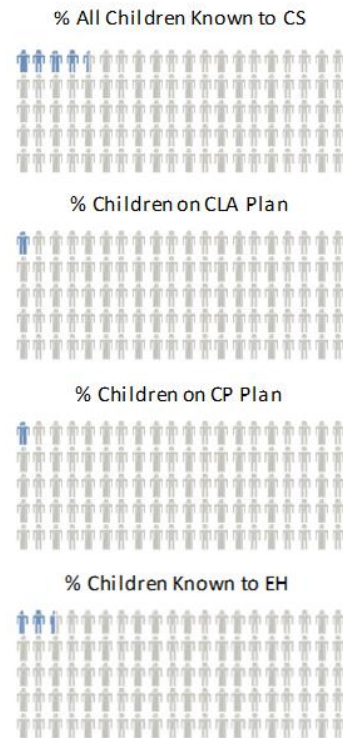 % All Children Known to CS
% Children on CLA Plan
% Children on CP Plan
% Children Known to EH